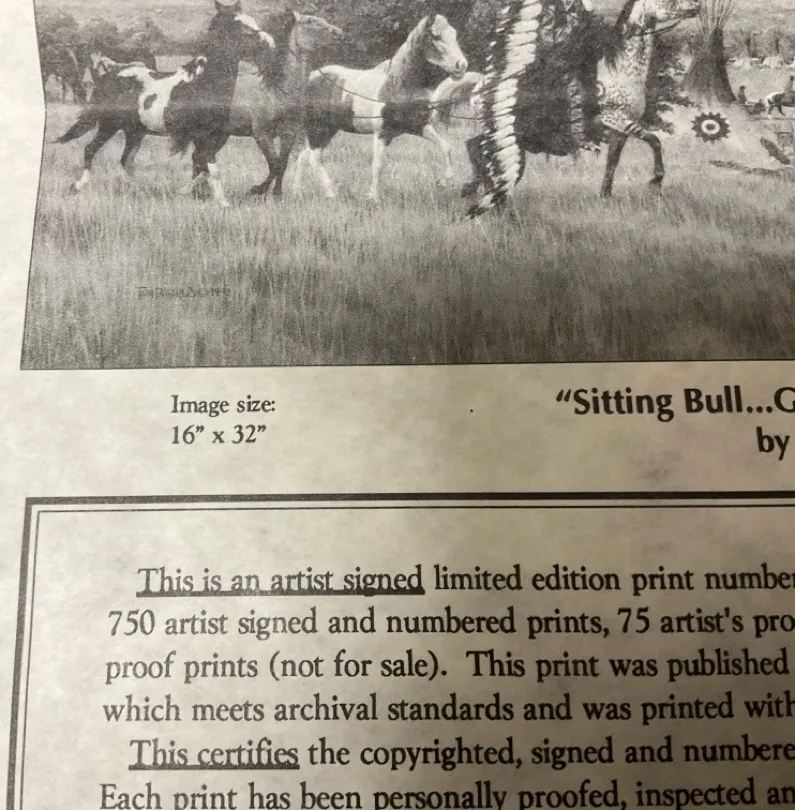 Image size:
16” x 32”
“Sitting Bull...G
by
This is an artist signed limited edition print number
750 artist signed and numbered prints, 75 artist's pro
proof prints (not for sale). This print was published
which meets archival standards and was printed with
This certifies the copyrighted, signed and numbere
Each print has been personally proofed, inspected an